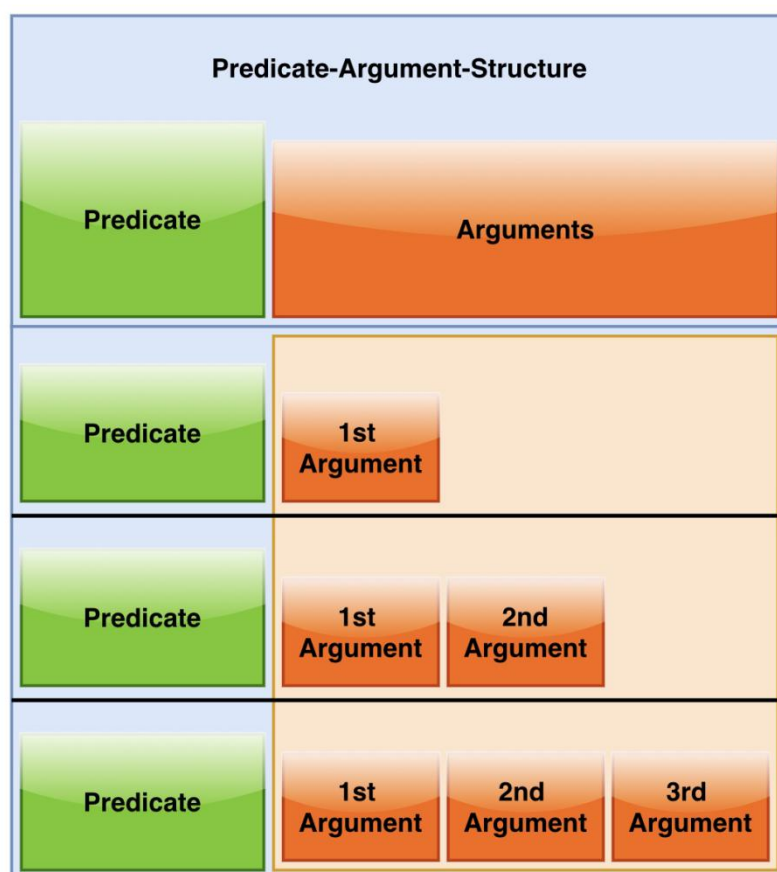 Predicate-Argument-Structure
Predicate
Arguments
Predicate
1st
Argument
Predicate
1st
Argument
2nd
Argument
Predicate
1st
Argument
2nd
Argument
3rd
Argument